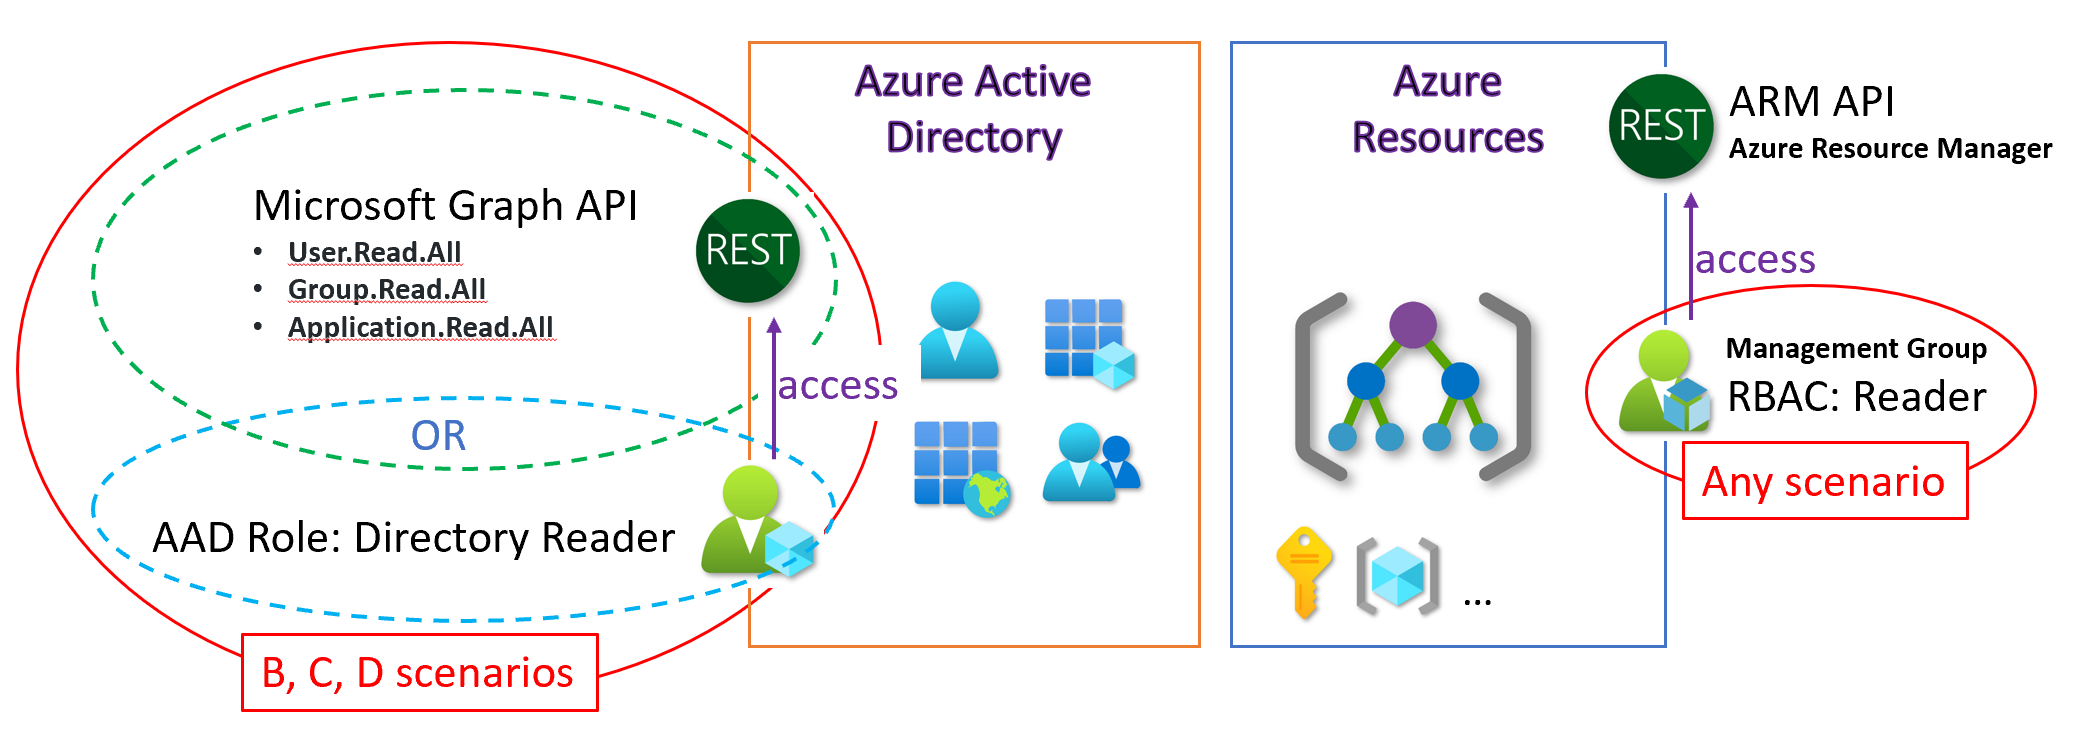 Azure Active
Directory
Microsoft Graph API
• User.Read.All
• Group.Read.All
• Application.Read.All
REST
access
OR
AAD Role: Directory Reader
B, C, D scenarios
Azure
Resources
REST
ARM API
Azure Resource Manager
access
Management Group
RBAC: Reader
Any scenario
...